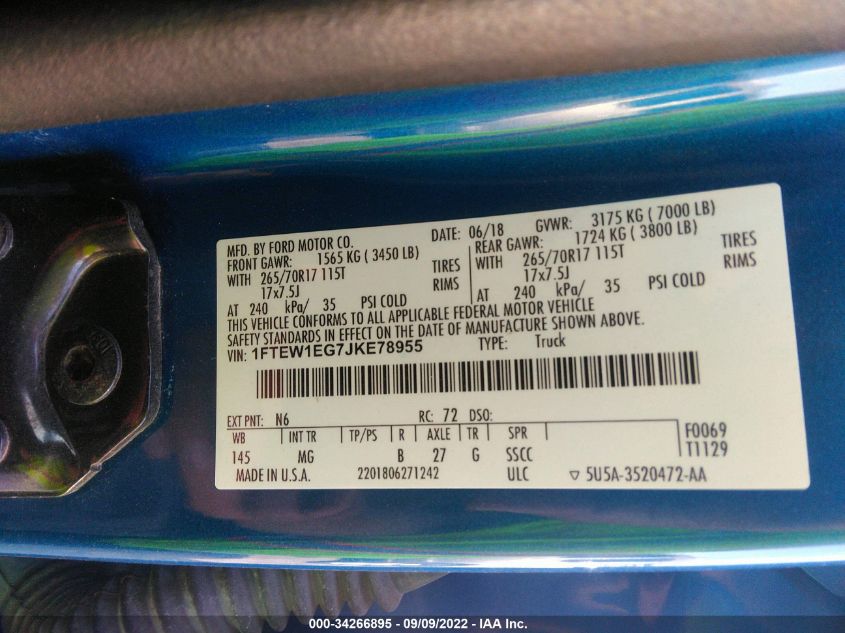 MFD. BY FORD MOTOR CO. DATE: 06/18 GVWR: 3175 KG ( 7000 LB)
FRONT GAWR: 1565 KG ( 3450 LB) REAR GAWR: 1724 KG ( 3800 LB)
WITH 265/70R17 115T TIRES WITH 265/70R17 115T TIRES
17x7.5J RIMS 17x7.5J RIMS
AT 240 kPa/ 35 PSI COLD AT 240 kPa/ 35 PSI COLD
THIS VEHICLE CONFORMS TO ALL APPLICABLE FEDERAL MOTOR VEHICLE
SAFETY STANDARDS IN EFFECT ON THE DATE OF MANUFACTURE SHOWN ABOVE.
VIN: 1FTEW1EG7JKE78955 TYPE: Truck
EXT PNT: N6 RC: 72 DSO:
WB INT TR TP/PS R AXLE TR SPR F0069
145 MG B 27 G SSCC T1129
MADE IN U.S.A. 2201806271242 ULC ▽ 5U5A-3520472-AA
000-34266895 - 09/09/2022 - IAA Inc.